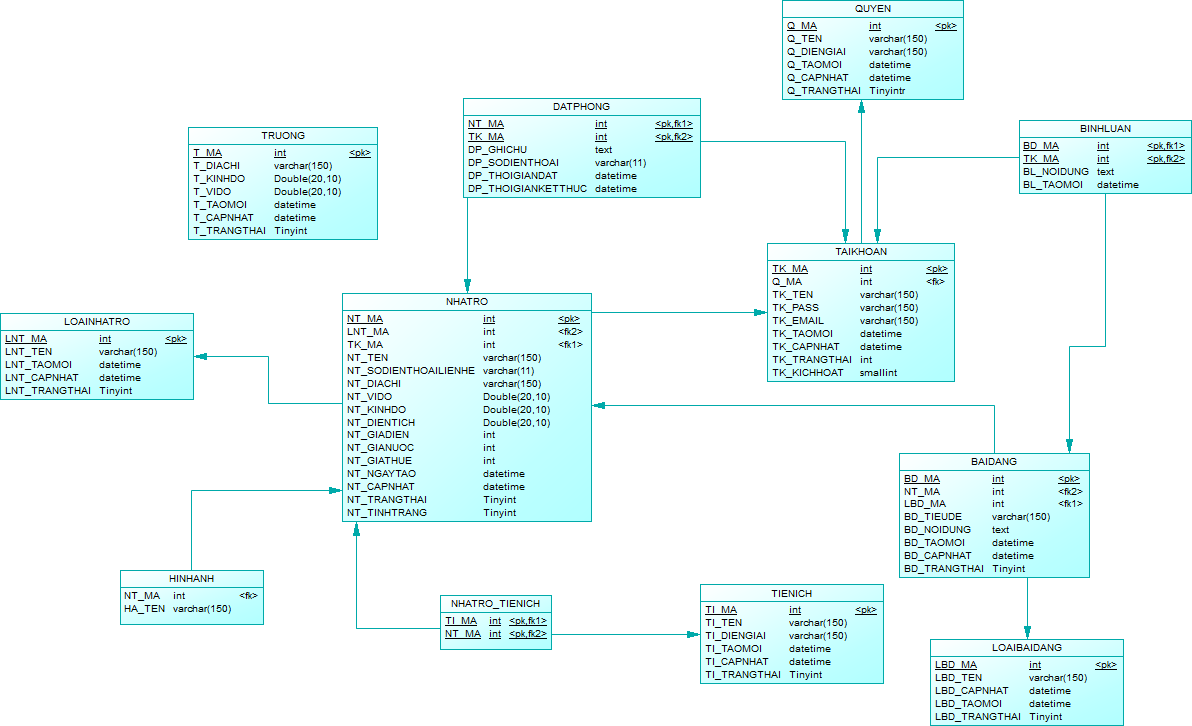 QUYEN
Q_MA int <pk>
Q_TEN varchar(150)
Q_DIENGIAI varchar(150)
Q_TAOMOI datetime
Q_CAPNHAT datetime
Q_TRANGTHAI Tinyintr
DATPHONG
NT_MA int <pk,fk1>
TK_MA int <pk,fk2>
DP_GHICHU text
DP_SODIENTHOAI varchar(11)
DP_THOIGIANDAT datetime
DP_THOIGIANKETTHUC datetime
BINHLUAN
BD_MA int <pk,fk1>
TK_MA int <pk,fk2>
BL_NOIDUNG text
BL_TAOMOI datetime
TRUONG
T_MA int <pk>
T_DIACHI varchar(150)
T_KINHDO Double(20,10)
T_VIDO Double(20,10)
T_TAOMOI datetime
T_CAPNHAT datetime
T_TRANGTHAI Tinyint
TAIKHOAN
TK_MA int <pk>
Q_MA int <fk>
TK_TEN varchar(150)
TK_PASS varchar(150)
TK_EMAIL varchar(150)
TK_TAOMOI datetime
TK_CAPNHAT datetime
TK_TRANGTHAI int
TK_KICHHOAT smallint
NHATRO
NT_MA int <pk>
LNT_MA int <fk2>
TK_MA int <fk1>
NT_TEN varchar(150)
NT_SODIENTHOAILIENHE varchar(11)
NT_DIACHI varchar(150)
NT_VIDO Double(20,10)
NT_KINHDO Double(20,10)
NT_DIENTICH Double(20,10)
NT_GIADIEN int
NT_GIANUOC int
NT_GIATHUE int
NT_NGAYTAO datetime
NT_CAPNHAT datetime
NT_TRANGTHAI Tinyint
NT_TINHTRANG Tinyint
LOAINHATRO
LNT_MA int <pk>
LNT_TEN varchar(150)
LNT_TAOMOI datetime
LNT_CAPNHAT datetime
LNT_TRANGTHAI Tinyint
BAIDANG
BD_MA int <pk>
NT_MA int <fk2>
LBD_MA int <fk1>
BD_TIEUDE varchar(150)
BD_NOIDUNG text
BD_TAOMOI datetime
BD_CAPNHAT datetime
BD_TRANGTHAI Tinyint
HINHANH
NT_MA int <fk>
HA_TEN varchar(150)
NHATRO_TIENICH
TI_MA int <pk,fk1>
NT_MA int <pk,fk2>
TIENICH
TI_MA int <pk>
TI_TEN varchar(150)
TI_DIENGIAI varchar(150)
TI_TAOMOI datetime
TI_CAPNHAT datetime
TI_TRANGTHAI Tinyint
LOAIBAIDANG
LBD_MA int <pk>
LBD_TEN varchar(150)
LBD_CAPNHAT datetime
LBD_TAOMOI datetime
LBD_TRANGTHAI Tinyint